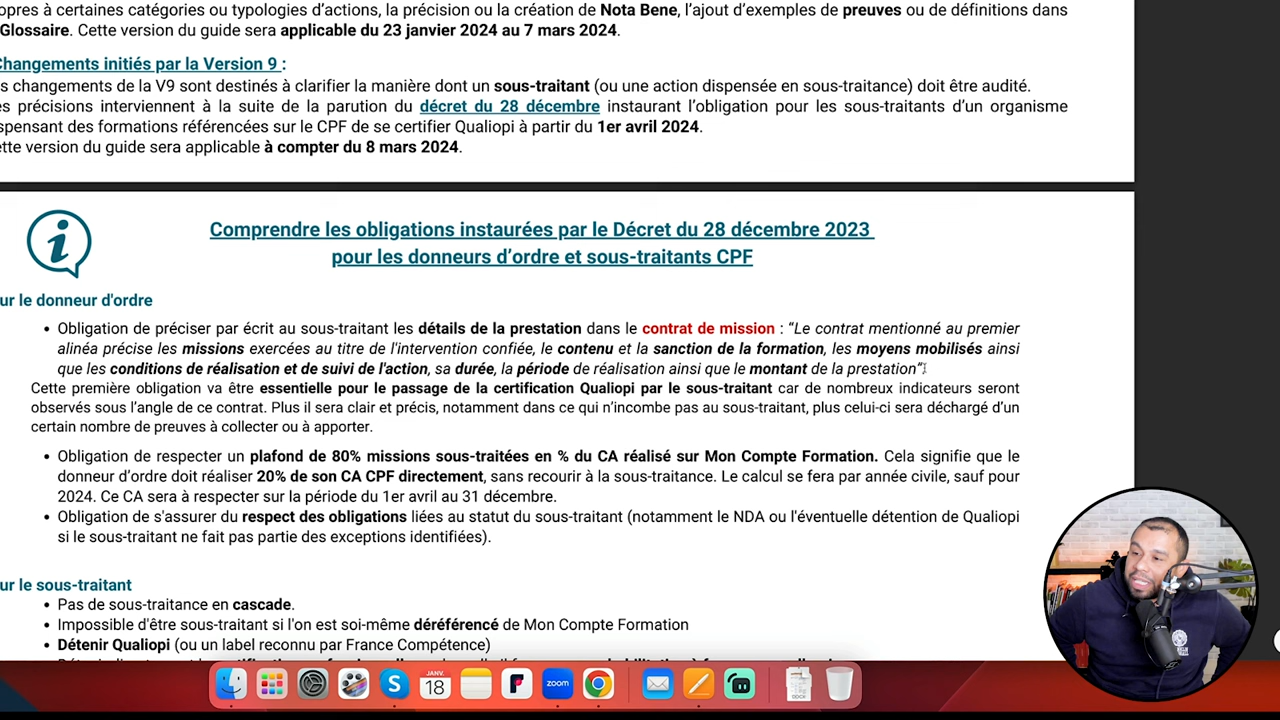 opres à certaines catégories ou typologies d’actions, la précision ou la création de Nota Bene, l’ajout d’exemples de preuves ou de définitions dans
Glossaire. Cette version du guide sera applicable du 23 janvier 2024 au 7 mars 2024.
Changements initiés par la Version 9 :
s changements de la V9 sont destinés à clarifier la manière dont un sous-traitant (ou une action dispensée en sous-traitance) doit être audité.
es précisions interviennent à la suite de la parution du décret du 28 décembre instaurant l’obligation pour les sous-traitants d’un organisme
spensant des formations référencées sur le CPF de se certifier Qualiopi à partir du 1er avril 2024.
ette version du guide sera applicable à compter du 8 mars 2024.
Comprendre les obligations instaurées par le Décret du 28 décembre 2023
pour les donneurs d’ordre et sous-traitants CPF
ur le donneur d'ordre
• Obligation de préciser par écrit au sous-traitant les détails de la prestation dans le contrat de mission : “Le contrat mentionné au premier
alinéa précise les missions exercées au titre de l'intervention confiée, le contenu et la sanction de la formation, les moyens mobilisés ainsi
que les conditions de réalisation et de suivi de l'action, sa durée, la période de réalisation ainsi que le montant de la prestation”
Cette première obligation va être essentielle pour le passage de la certification Qualiopi par le sous-traitant car de nombreux indicateurs seront
observés sous l’angle de ce contrat. Plus il sera clair et précis, notamment dans ce qui n’incombe pas au sous-traitant, plus celui-ci sera déchargé d’un
certain nombre de preuves à collecter ou à apporter.
• Obligation de respecter un plafond de 80% missions sous-traitées en % du CA réalisé sur Mon Compte Formation. Cela signifie que le
donneur d’ordre doit réaliser 20% de son CA CPF directement, sans recourir à la sous-traitance. Le calcul se fera par année civile, sauf pour
2024. Ce CA sera à respecter sur la période du 1er avril au 31 décembre.
• Obligation de s'assurer du respect des obligations liées au statut du sous-traitant (notamment le NDA ou l'éventuelle détention de Qualiopi
si le sous-traitant ne fait pas partie des exceptions identifiées).
ur le sous-traitant
• Pas de sous-traitance en cascade.
• Impossible d'être sous-traitant si l'on est soi-même déréférencé de Mon Compte Formation
• Détenir Qualiopi (ou un label reconnu par France Compétence)
JANV.
18
zoom
DOCX